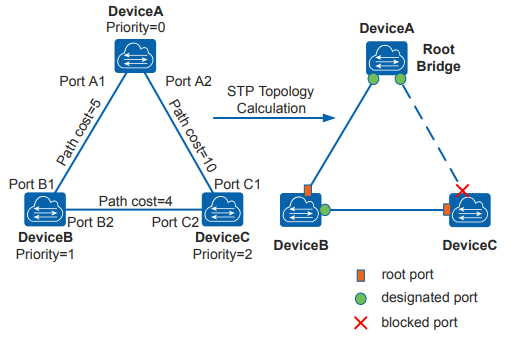 DeviceA
Priority=0
Port A1
Port A2
Path cost=5
Path cost=10
Port B1
Path cost=4
Port C1
Port B2
Port C2
DeviceB
Priority=1
DeviceC
Priority=2
STP Topology
Calculation
DeviceA
Root
Bridge
DeviceB
DeviceC
root port
designated port
blocked port